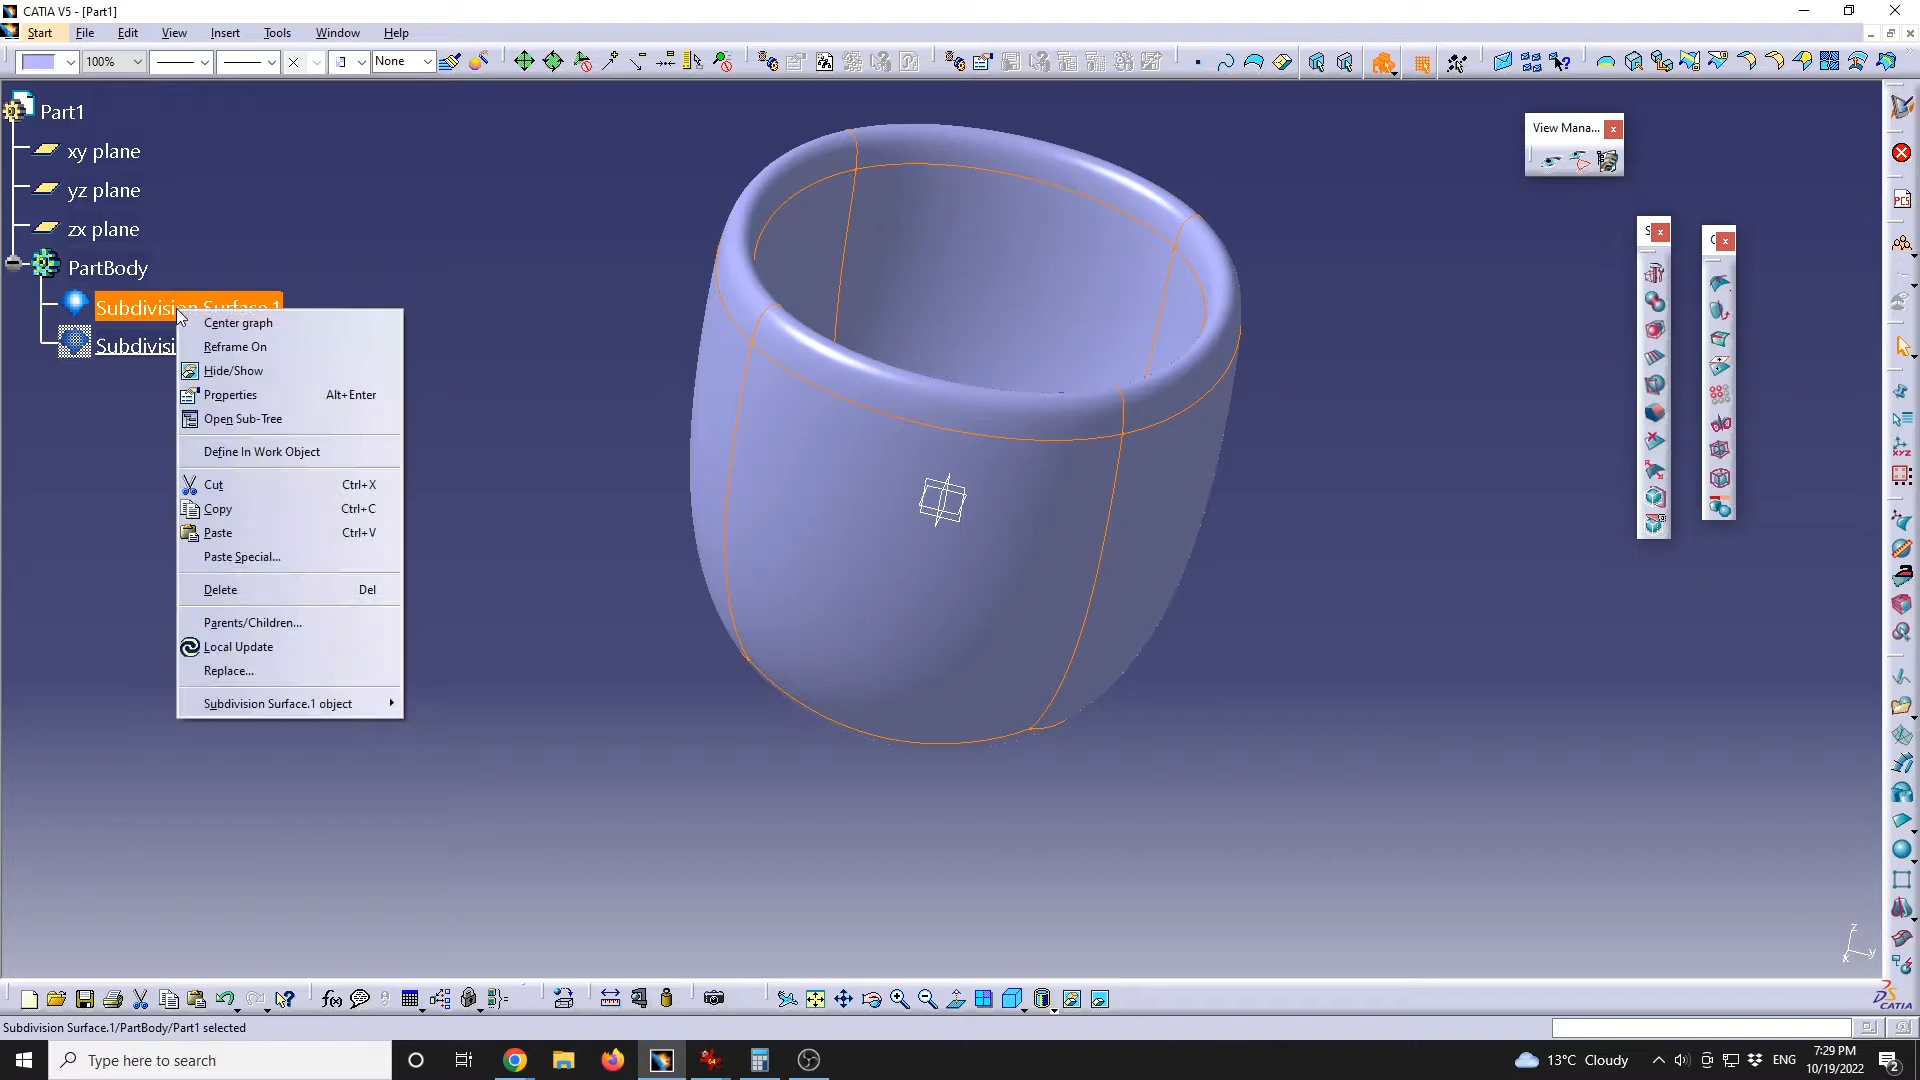 CATIA V5 - [Part1]
Start File Edit View Insert Tools Window Help
100% None
Part1
xy plane
yz plane
zx plane
PartBody
Subdivision Surface.1
Subdivisi
Center graph
Reframe On
Hide/Show
Properties Alt+Enter
Open Sub-Tree
Define In Work Object
Cut Ctrl+X
Copy Ctrl+C
Paste Ctrl+V
Paste Special...
Delete Del
Parents/Children...
Local Update
Replace...
Subdivision Surface.1 object
View Mana...
S
PCS
XYZ
z
y
x
f(x)
CATIA
Subdivision Surface.1/PartBody/Part1 selected
Type here to search
13°C Cloudy
ENG
7:29 PM
10/19/2022
2